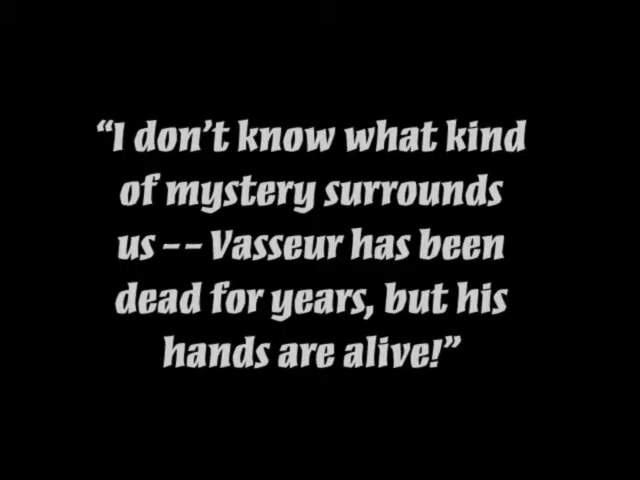 “I don’t know what kind
of mystery surrounds
us -- Vasseur has been
dead for years, but his
hands are alive!”